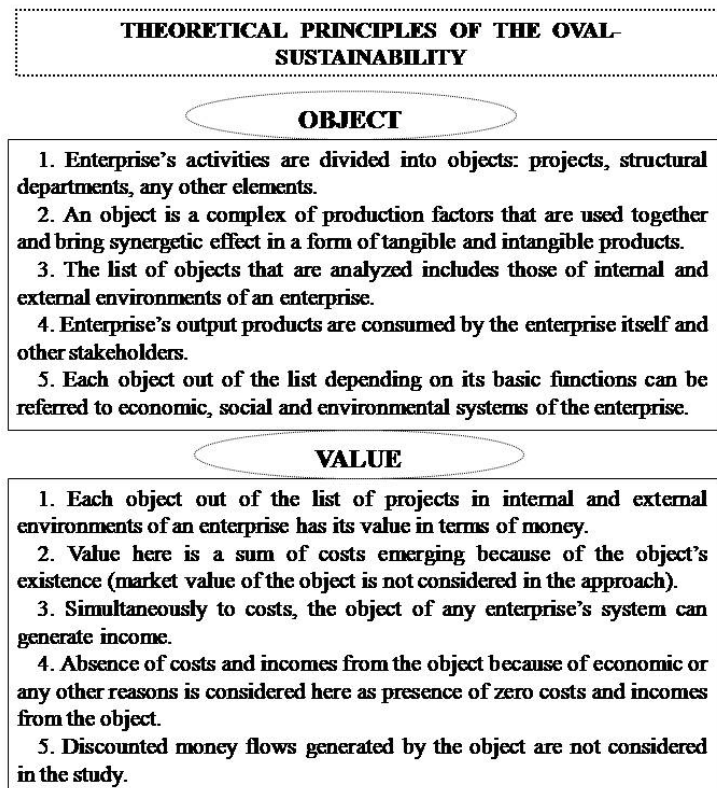 THEORETICAL PRINCIPLES OF THE OVAL-
SUSTAINABILITY
OBJECT
1. Enterprise's activities are divided into objects: projects, structural
departments, any other elements.
2. An object is a complex of production factors that are used together
and bring synergetic effect in a form of tangible and intangible products.
3. The list of objects that are analyzed includes those of internal and
external environments of an enterprise.
4. Enterprise's output products are consumed by the enterprise itself and
other stakeholders.
5. Each object out of the list depending on its basic functions can be
referred to economic, social and environmental systems of the enterprise.
VALUE
1. Each object out of the list of projects in internal and external
environments of an enterprise has its value in terms of money.
2. Value here is a sum of costs emerging because of the object's
existence (market value of the object is not considered in the approach).
3. Simultaneously to costs, the object of any enterprise's system can
generate income.
4. Absence of costs and incomes from the object because of economic or
any other reasons is considered here as presence of zero costs and incomes
from the object.
5. Discounted money flows generated by the object are not considered
in the study.